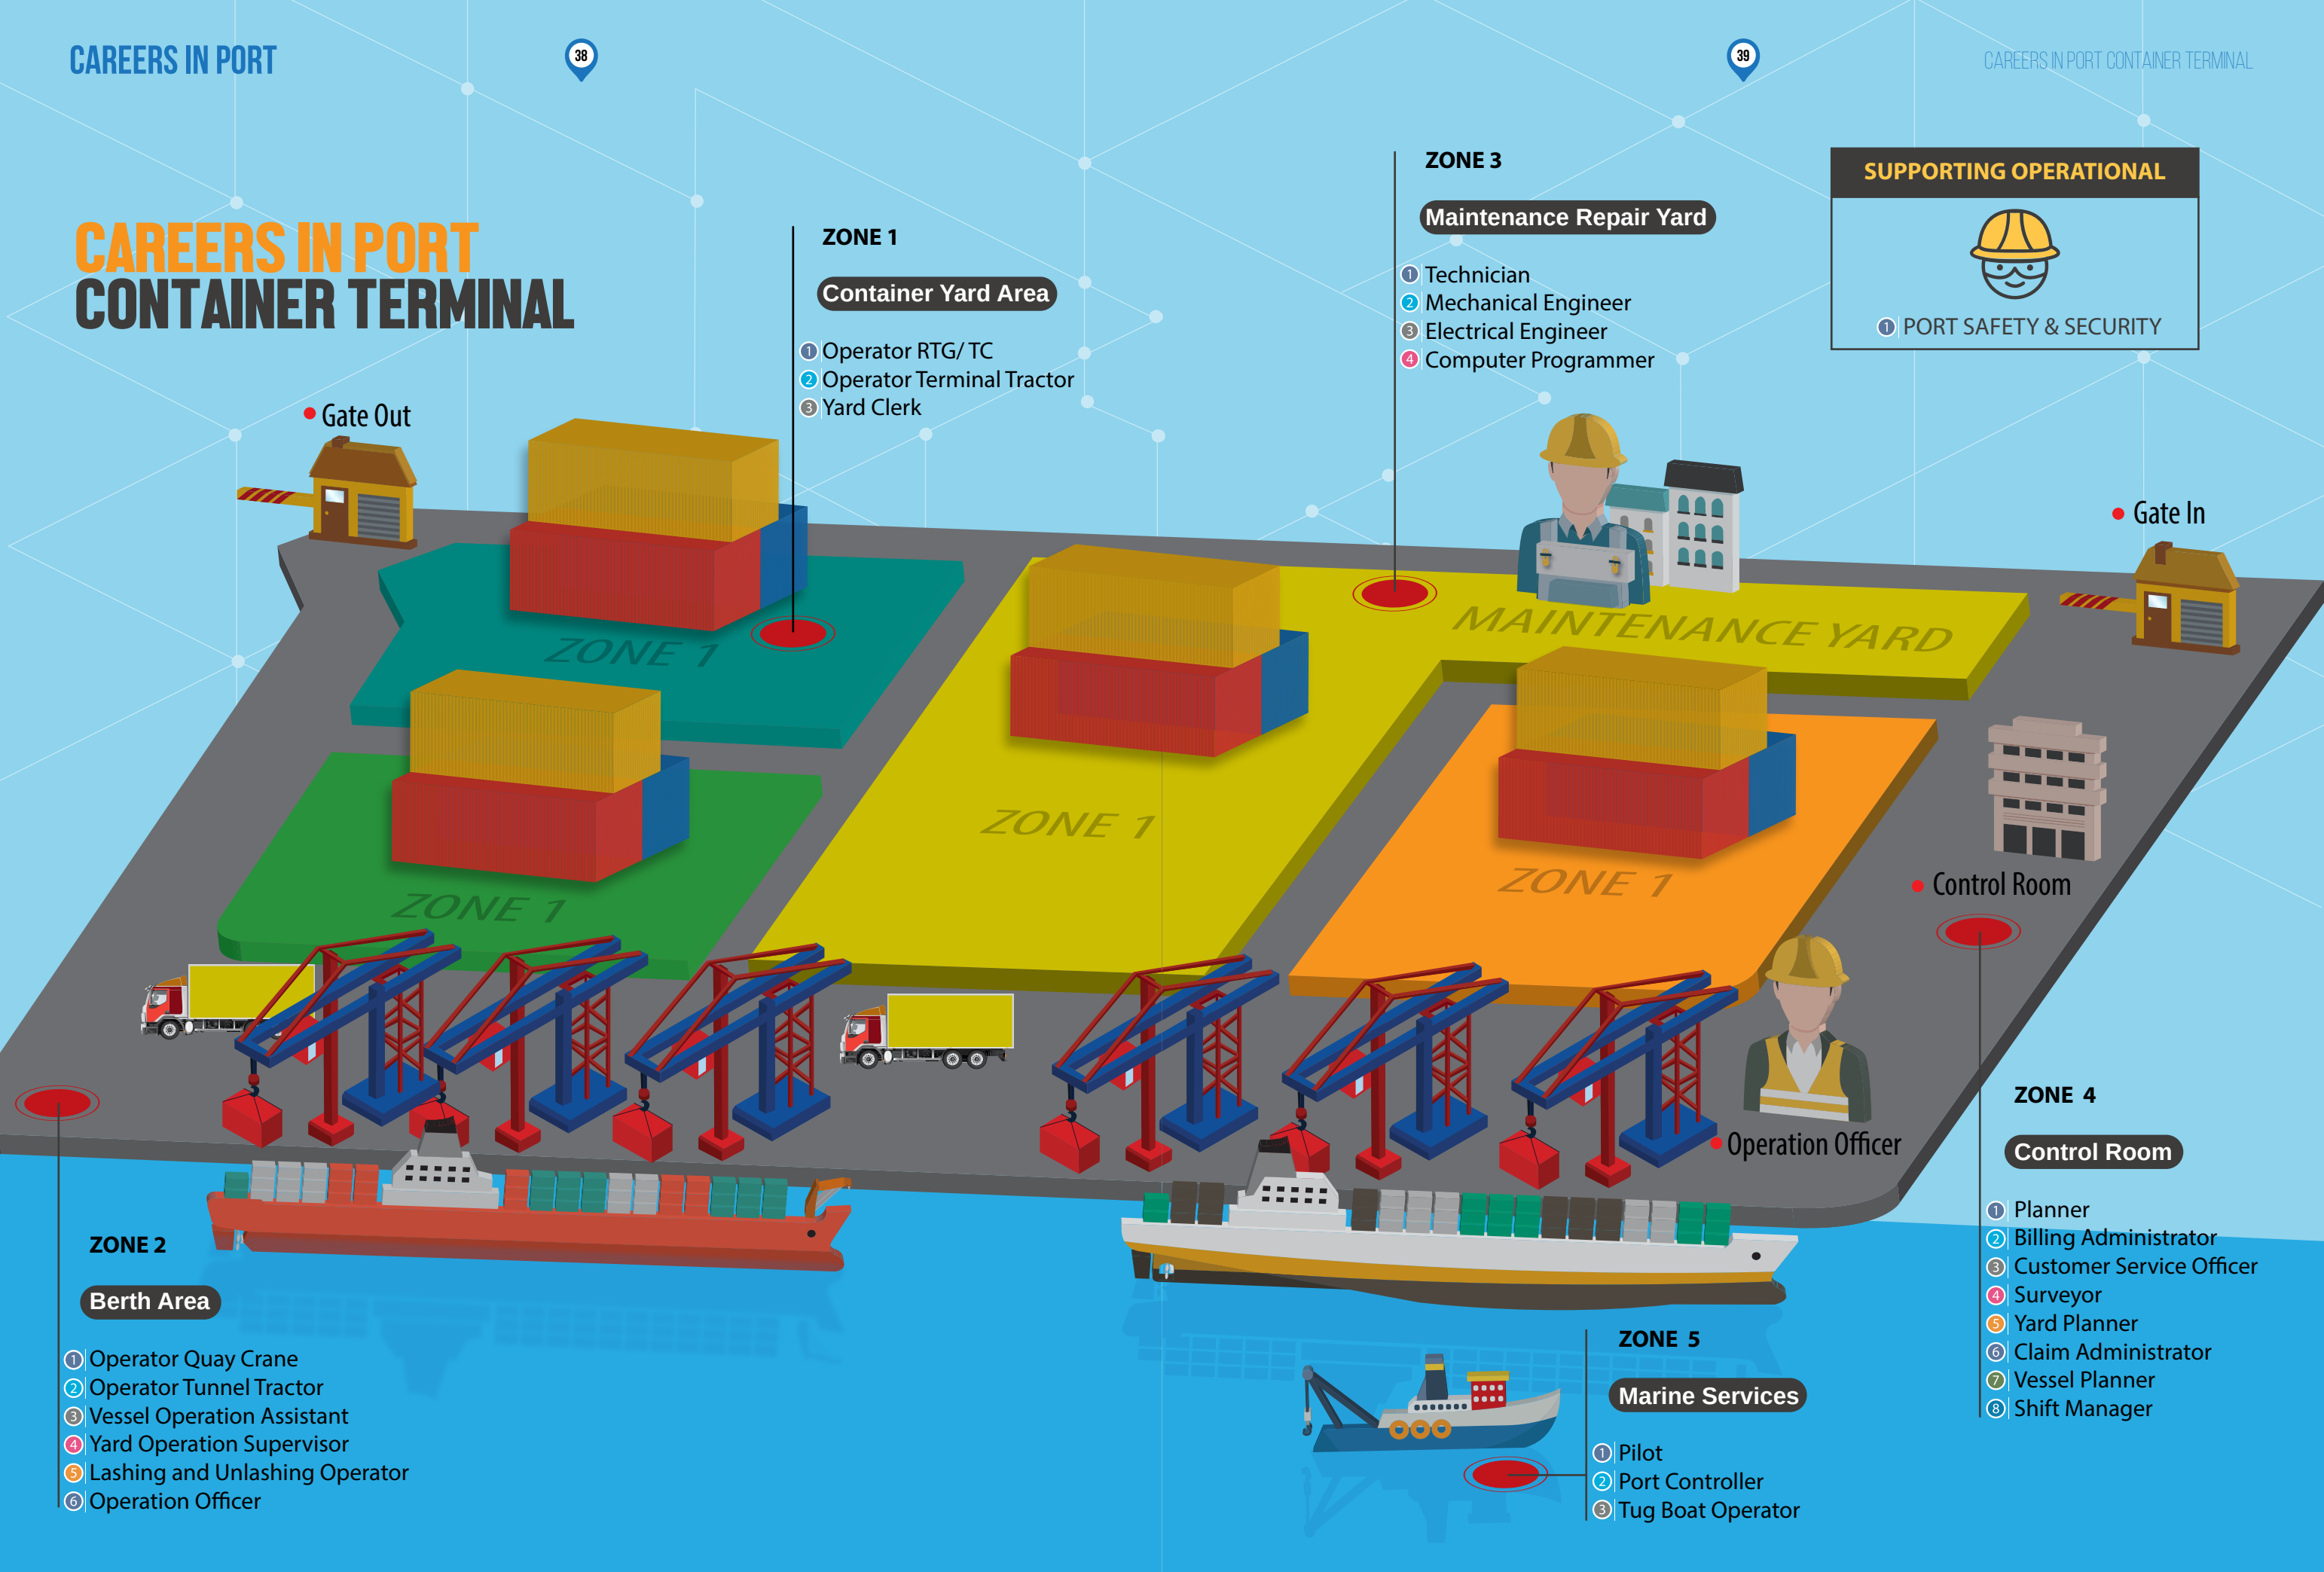 CAREERS IN PORT
38
39
CAREERS IN PORT CONTAINER TERMINAL
CAREERS IN PORT
CONTAINER TERMINAL
ZONE 1
Container Yard Area
1 Operator RTG/ TC
2 Operator Terminal Tractor
3 Yard Clerk
ZONE 3
Maintenance Repair Yard
1 Technician
2 Mechanical Engineer
3 Electrical Engineer
4 Computer Programmer
SUPPORTING OPERATIONAL
1 PORT SAFETY & SECURITY
Gate Out
Gate In
ZONE 1
MAINTENANCE YARD
ZONE 1
ZONE 1
ZONE 1
Control Room
Operation Officer
ZONE 2
Berth Area
1 Operator Quay Crane
2 Operator Tunnel Tractor
3 Vessel Operation Assistant
4 Yard Operation Supervisor
5 Lashing and Unlashing Operator
6 Operation Officer
ZONE 5
Marine Services
1 Pilot
2 Port Controller
3 Tug Boat Operator
ZONE 4
Control Room
1 Planner
2 Billing Administrator
3 Customer Service Officer
4 Surveyor
5 Yard Planner
6 Claim Administrator
7 Vessel Planner
8 Shift Manager